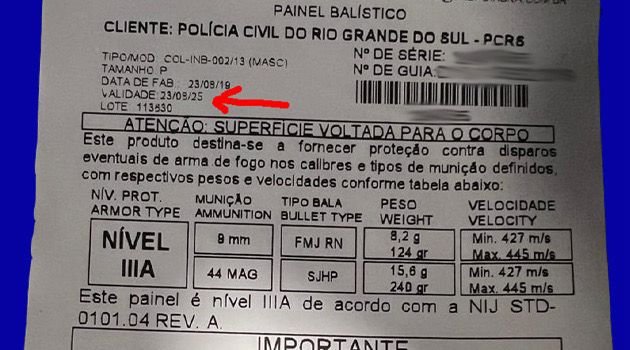 PAINEL BALÍSTICO
CLIENTE: POLÍCIA CIVIL DO RIO GRANDE DO SUL - PCRS
TIPO/MOD COL-INB-002/13 (MASC)
TAMANHO P
DATA DE FAB.: 23/08/19
VALIDADE: 23/08/25
LOTE 113630
Nº DE SÉRIE:
Nº DE GUIA:
ATENÇÃO: SUPERFÍCIE VOLTADA PARA O CORPO
Este produto destina-se a fornecer proteção contra disparos
eventuais de arma de fogo nos calibres e tipos de munição definidos,
com respectivos pesos e velocidades conforme tabela abaixo:
NÍV. PROT. MUNIÇÃO TIPO BALA PESO VELOCIDADE
ARMOR TYPE AMMUNITION BULLET TYPE WEIGHT VELOCITY
NÍVEL IIIA
9 mm FMJ RN 8,2 g 124 gr Min. 427 m/s Max. 445 m/s
44 MAG SJHP 15,6 g 240 gr Min. 427 m/s Max. 445 m/s
Este painel é nível IIIA de acordo com a NIJ STD-
0101.04 REV. A.
IMPORTANTE